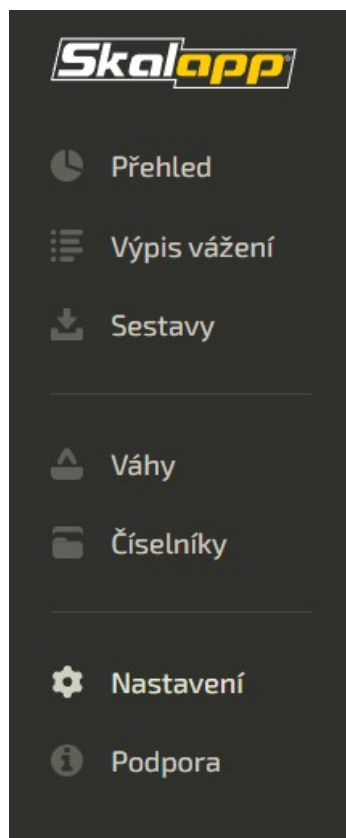 Skalapp
Přehled
Výpis vážení
Sestavy
Váhy
Číselníky
Nastavení
Podpora